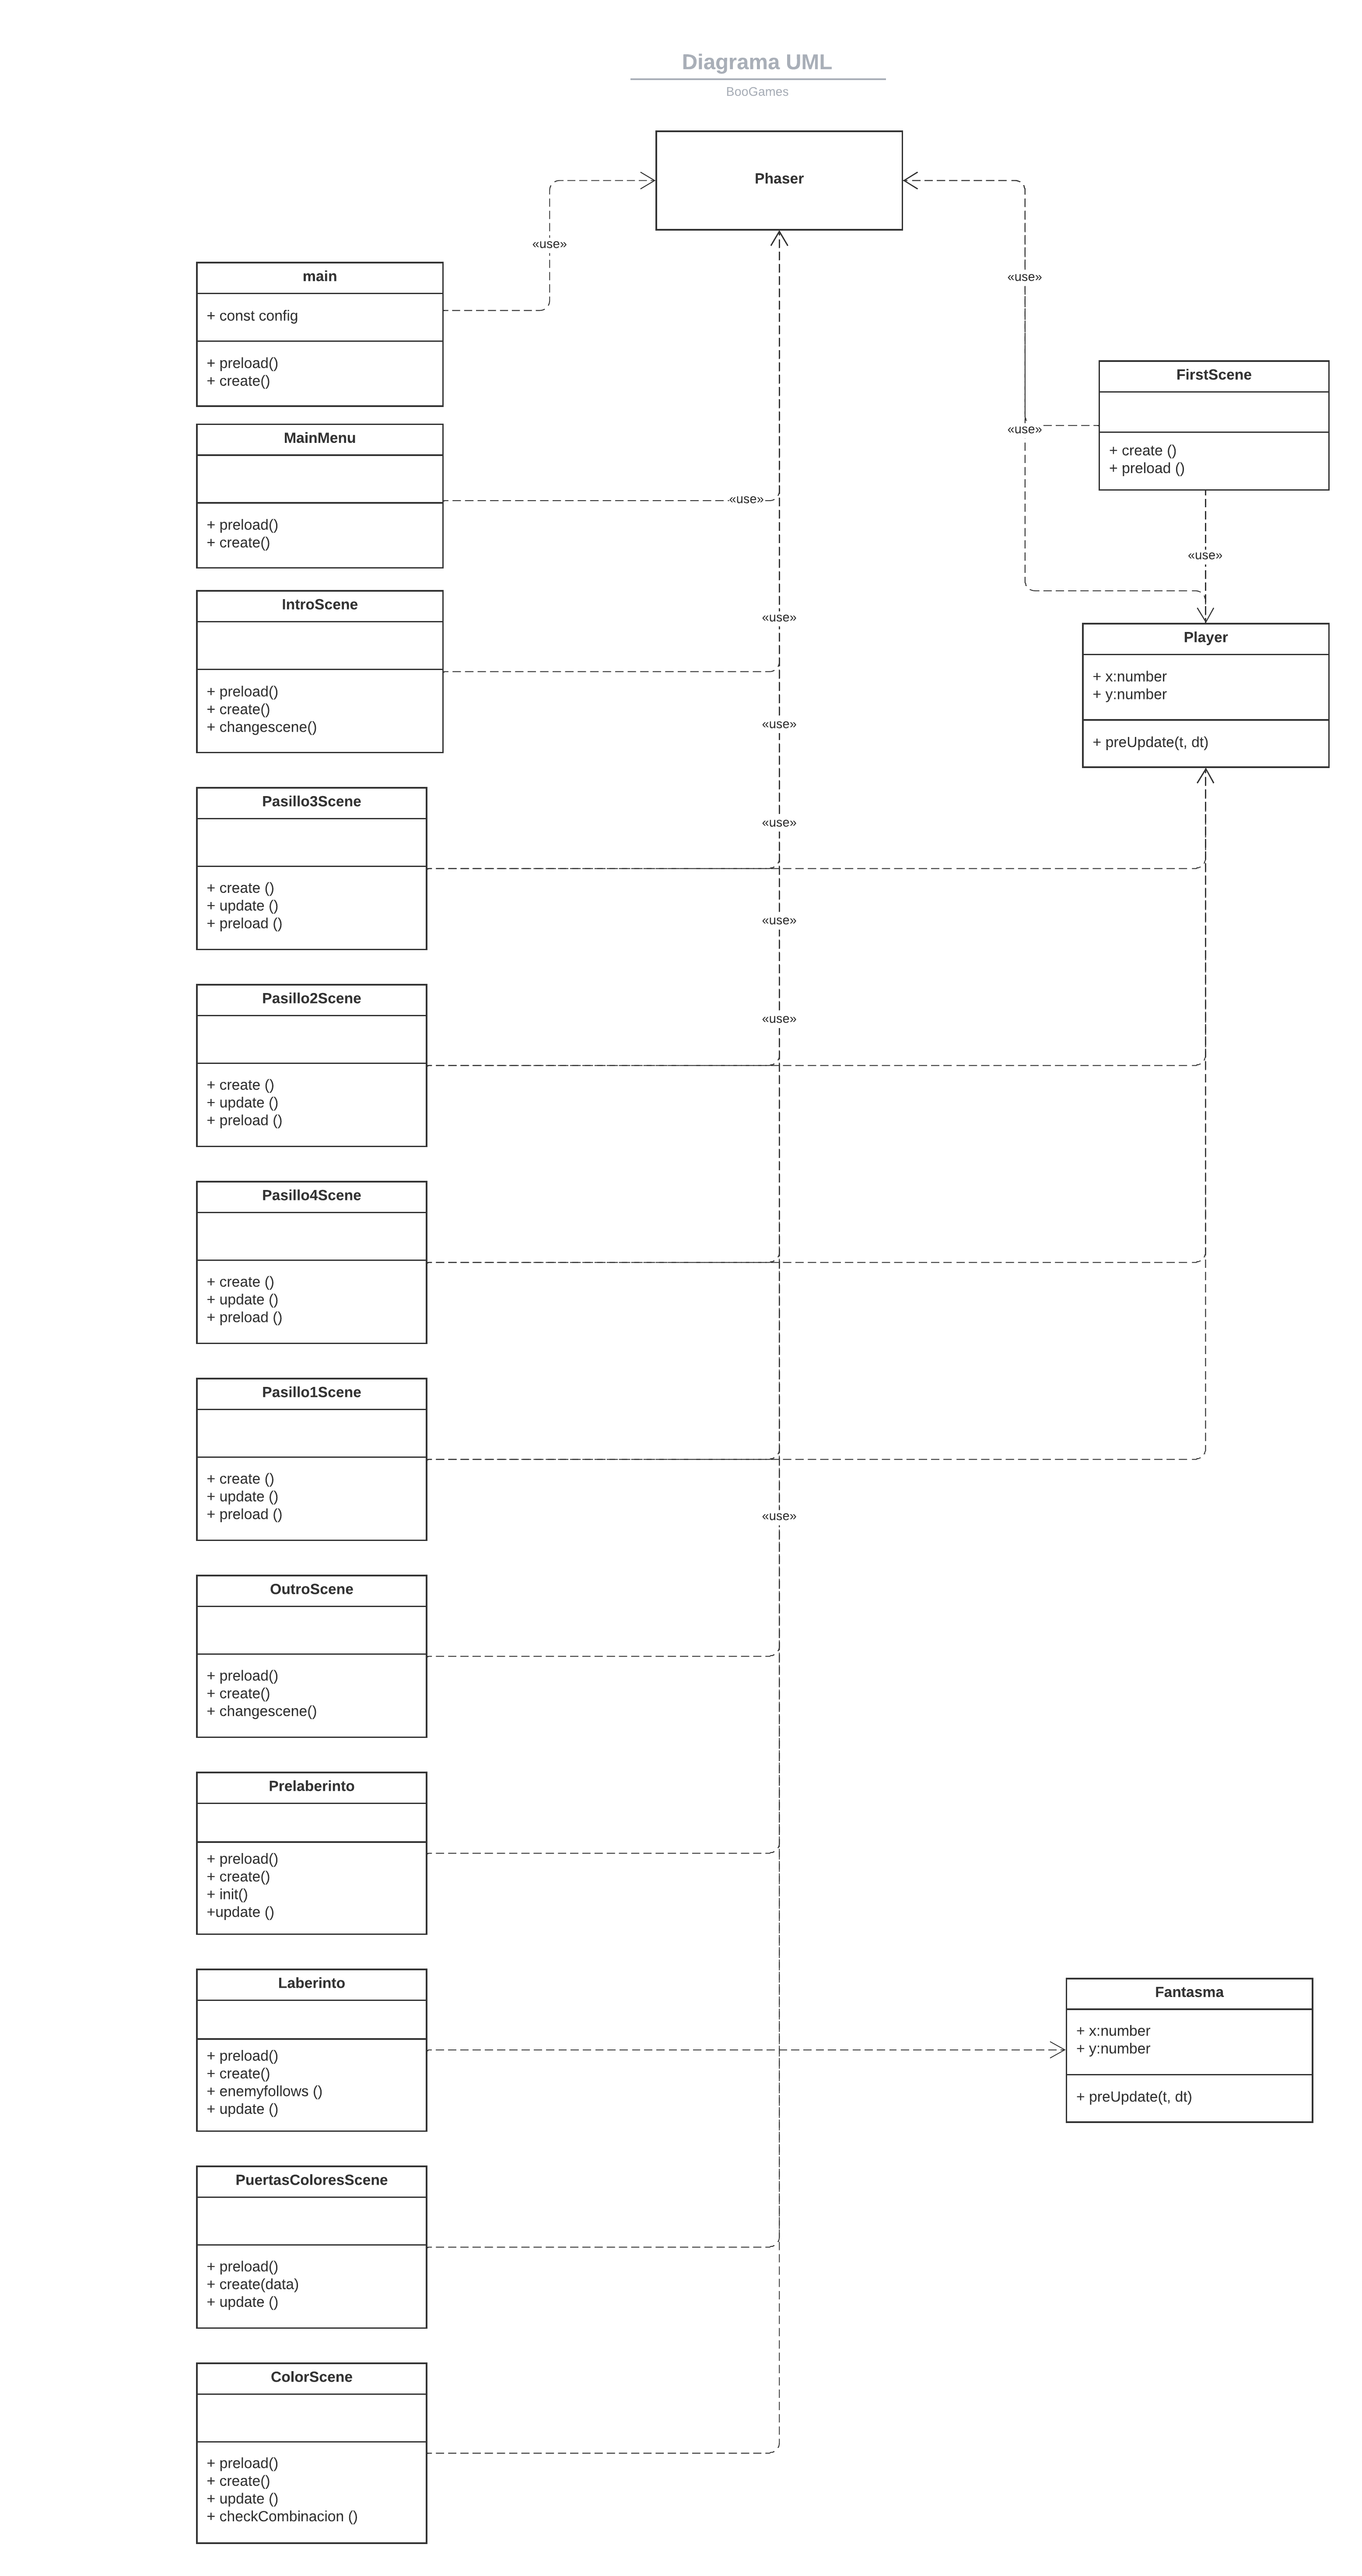 Diagrama UML
BooGames
Phaser
«use»
main
+ const config
+ preload()
+ create()
«use»
FirstScene
+ create ()
+ preload ()
«use»
MainMenu
+ preload()
+ create()
«use»
«use»
IntroScene
+ preload()
+ create()
+ changescene()
«use»
Player
+ x:number
+ y:number
+ preUpdate(t, dt)
«use»
Pasillo3Scene
+ create ()
+ update ()
+ preload ()
«use»
«use»
Pasillo2Scene
+ create ()
+ update ()
+ preload ()
«use»
Pasillo4Scene
+ create ()
+ update ()
+ preload ()
Pasillo1Scene
+ create ()
+ update ()
+ preload ()
«use»
OutroScene
+ preload()
+ create()
+ changescene()
Prelaberinto
+ preload()
+ create()
+ init()
+update ()
Laberinto
+ preload()
+ create()
+ enemyfollows ()
+ update ()
Fantasma
+ x:number
+ y:number
+ preUpdate(t, dt)
PuertasColoresScene
+ preload()
+ create(data)
+ update ()
ColorScene
+ preload()
+ create()
+ update ()
+ checkCombinacion ()